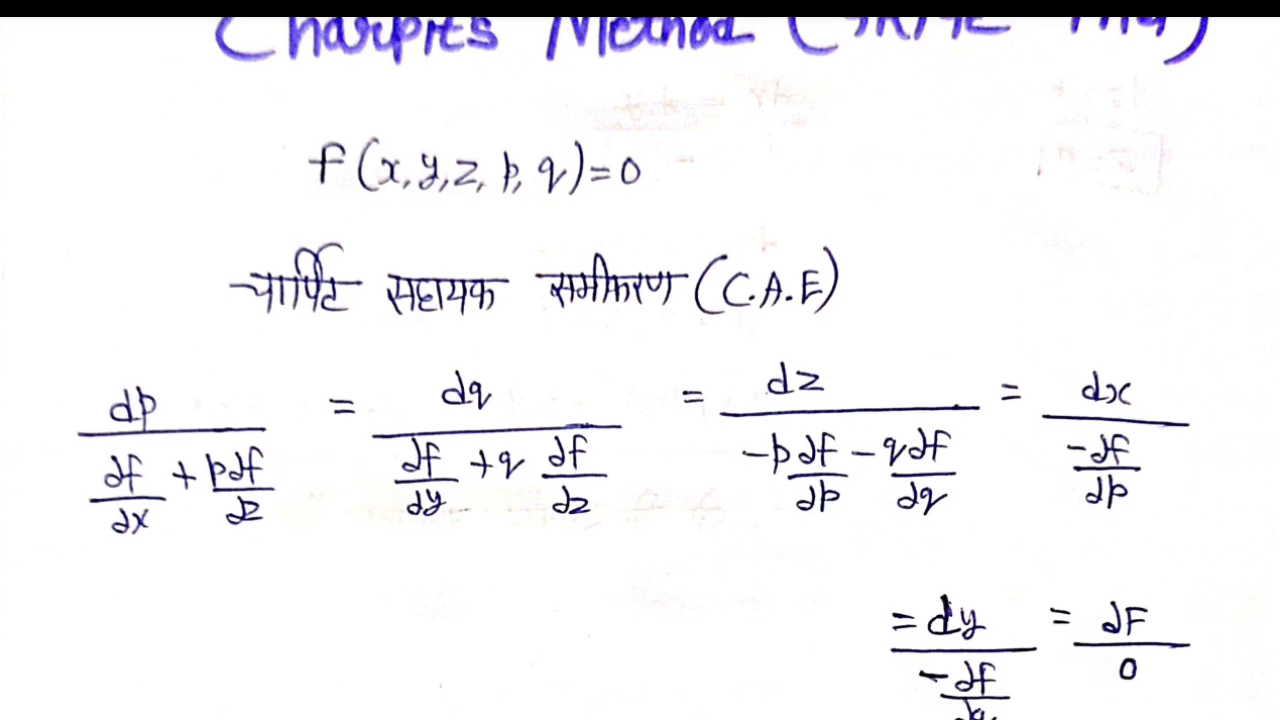 Charpits Method (चार्पिट विधि)
f(x,y,z,p,q)=0
चार्पिट सहायक समीकरण (C.A.E)
dp/(∂f/∂x + p∂f/∂z) = dq/(∂f/∂y + q ∂f/∂z) = dz/(-p∂f/∂p - q∂f/∂q) = dx/(-∂f/∂p)
= dy/(-∂f/∂q) = dF/0